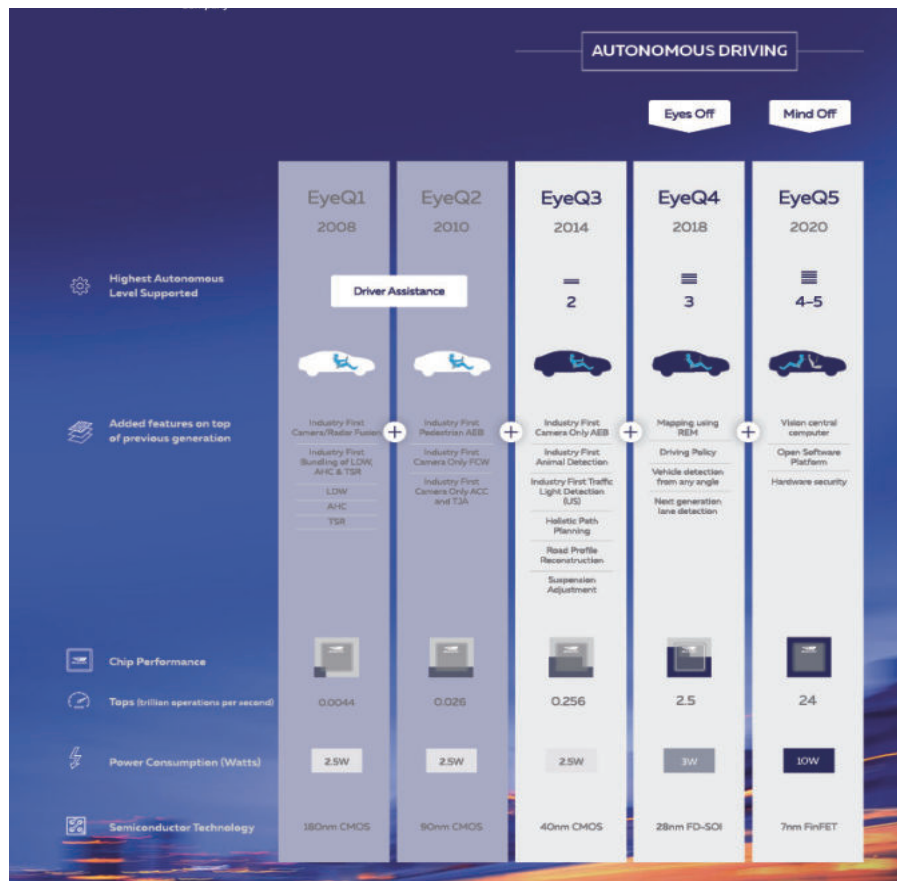 AUTONOMOUS DRIVING
Eyes Off
Mind Off
EyeQ1
EyeQ2
EyeQ3
EyeQ4
EyeQ5
2008
2010
2014
2018
2020
Highest Autonomous
Level Supported
Driver Assistance
2
3
4-5
Added features on top
of previous generation
Industry First
Camera/Radar Fusion
Industry First
Bundling of LDW,
AHC & TSR
LDW
AHC
TSR
+
Industry First
Pedestrian AEB
Industry First
Camera Only FCW
Industry First
Camera Only ACC
and TJA
+
Industry First
Camera Only AEB
Industry First
Animal Detection
Industry First Traffic
Light Detection
(US)
Holistic Path
Planning
Road Profile
Reconstruction
Suspension
Adjustment
+
Mapping using
REM
Driving Policy
Vehicle detection
from any angle
Next generation
lane detection
+
Vision central
computer
Open Software
Platform
Hardware security
Chip Performance
Tops (trillion operations per second)
0.0044
0.026
0.256
2.5
24
Power Consumption (Watts)
2.5W
2.5W
2.5W
3W
10W
Semiconductor Technology
180nm CMOS
90nm CMOS
40nm CMOS
28nm FD-SOI
7nm FinFET